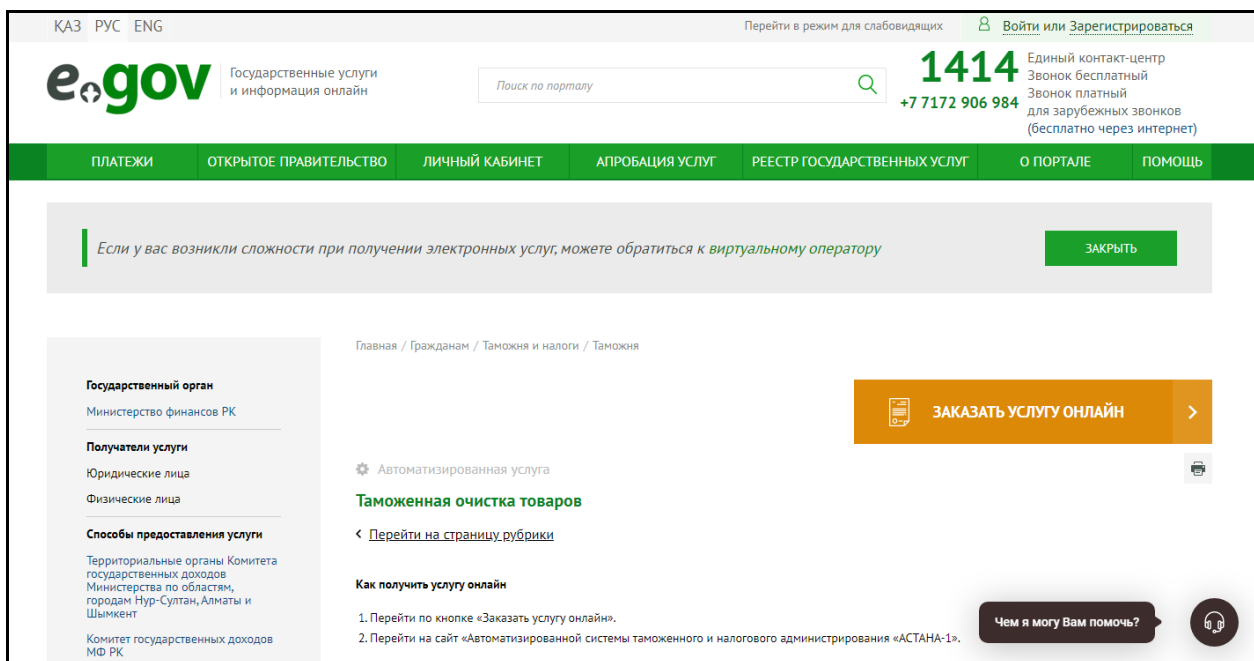 ҚАЗ РУС ENG
Перейти в режим для слабовидящих
Войти или Зарегистрироваться
e.gov
Государственные услуги
и информация онлайн
Поиск по порталу
1414
+7 7172 906 984
Единый контакт-центр
Звонок бесплатный
Звонок платный
для зарубежных звонков
(бесплатно через интернет)
ПЛАТЕЖИ ОТКРЫТОЕ ПРАВИТЕЛЬСТВО ЛИЧНЫЙ КАБИНЕТ АПРОБАЦИЯ УСЛУГ РЕЕСТР ГОСУДАРСТВЕННЫХ УСЛУГ О ПОРТАЛЕ ПОМОЩЬ
Если у вас возникли сложности при получении электронных услуг, можете обратиться к виртуальному оператору
ЗАКРЫТЬ
Государственный орган
Министерство финансов РК
Получатели услуги
Юридические лица
Физические лица
Способы предоставления услуги
Территориальные органы Комитета
государственных доходов
Министерства по областям,
городам Нур-Султан, Алматы и
Шымкент
Комитет государственных доходов
МФ РК
Главная / Гражданам / Таможня и налоги / Таможня
ЗАКАЗАТЬ УСЛУГУ ОНЛАЙН
Автоматизированная услуга
Таможенная очистка товаров
Перейти на страницу рубрики
Как получить услугу онлайн
1. Перейти по кнопке «Заказать услугу онлайн».
2. Перейти на сайт «Автоматизированной системы таможенного и налогового администрирования «АСТАНА-1».
Чем я могу Вам помочь?